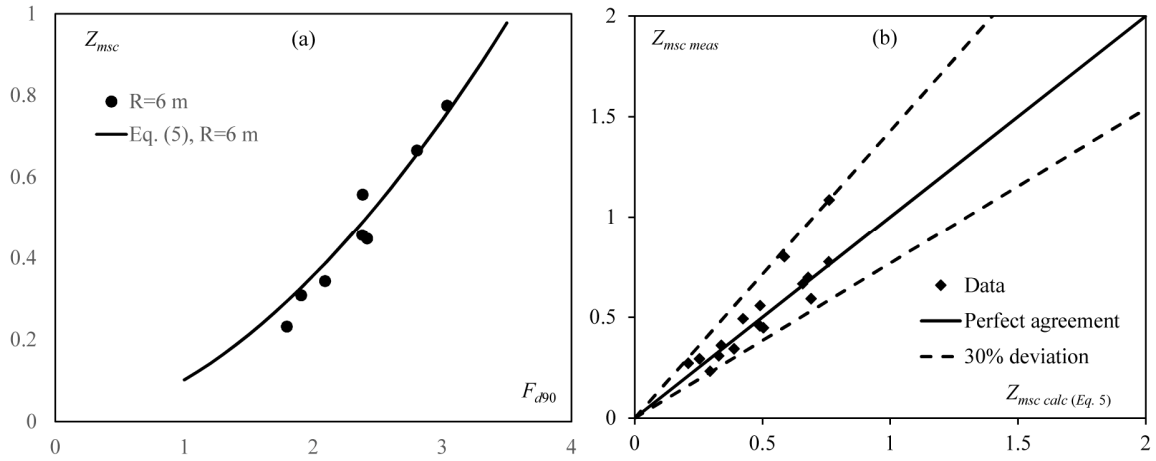 1
0.8
0.6
0.4
0.2
0
0
1
2
3
4
Z_msc
(a)
R=6 m
Eq. (5), R=6 m
F_d90
2
1.5
1
0.5
0
0
0.5
1
1.5
2
Z_msc meas
(b)
Data
Perfect agreement
30% deviation
Z_msc calc (Eq. 5)